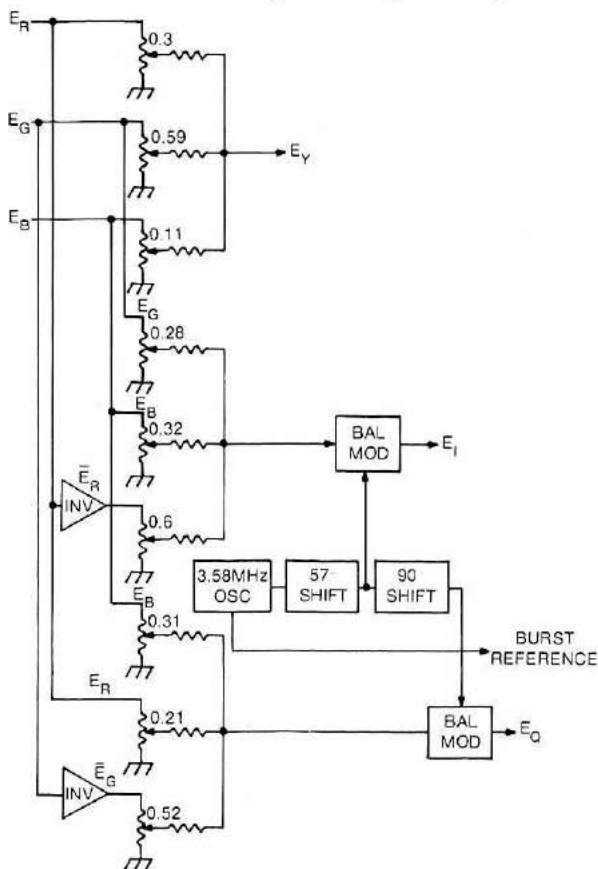 E_R
0.3
E_G
0.59
E_Y
E_B
0.11
E_G
0.28
E_B
0.32
BAL
MOD
E_I
Ē_R
INV
0.6
3.58MHz
OSC
57-
SHIFT
90
SHIFT
E_B
0.31
BURST
REFERENCE
E_R
0.21
BAL
MOD
E_Q
Ē_G
INV
0.52